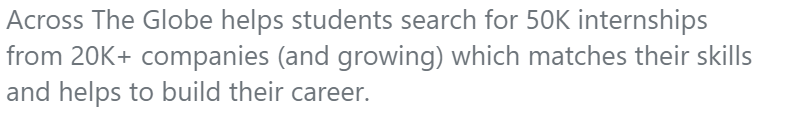 Across The Globe helps students search for 50K internships
from 20K+ companies (and growing) which matches their skills
and helps to build their career.